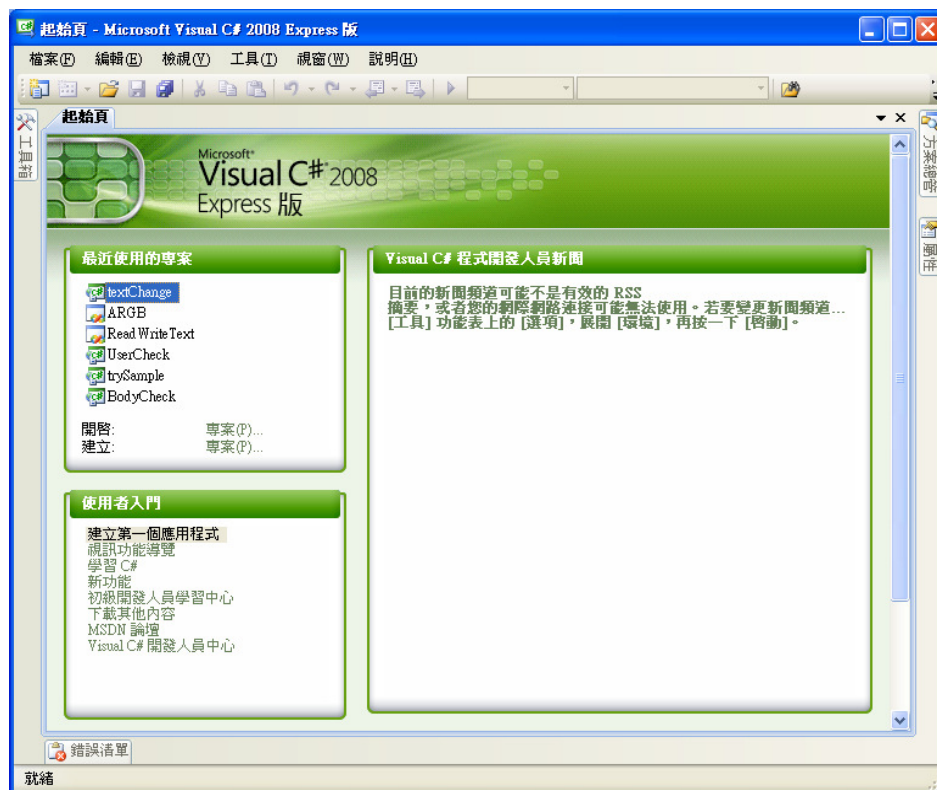 起始頁 - Microsoft Visual C# 2008 Express 版
檔案(F) 編輯(E) 檢視(V) 工具(T) 視窗(W) 說明(H)
起始頁
工具箱
Microsoft®
Visual C#® 2008
Express 版
方案總管
屬性
最近使用的專案
textChange
ARGB
ReadWriteText
UserCheck
trySample
BodyCheck
開啓: 專案(P)...
建立: 專案(P)...
使用者入門
建立第一個應用程式
視訊功能導覽
學習 C#
新功能
初級開發人員學習中心
下載其他內容
MSDN 論壇
Visual C# 開發人員中心
Visual C# 程式開發人員新聞
目前的新聞頻道可能不是有效的 RSS
摘要，或者您的網際網路連接可能無法使用。若要變更新聞頻道...
[工具] 功能表上的 [選項]，展開 [環境]，再按一下 [啓動]。
錯誤清單
就緒